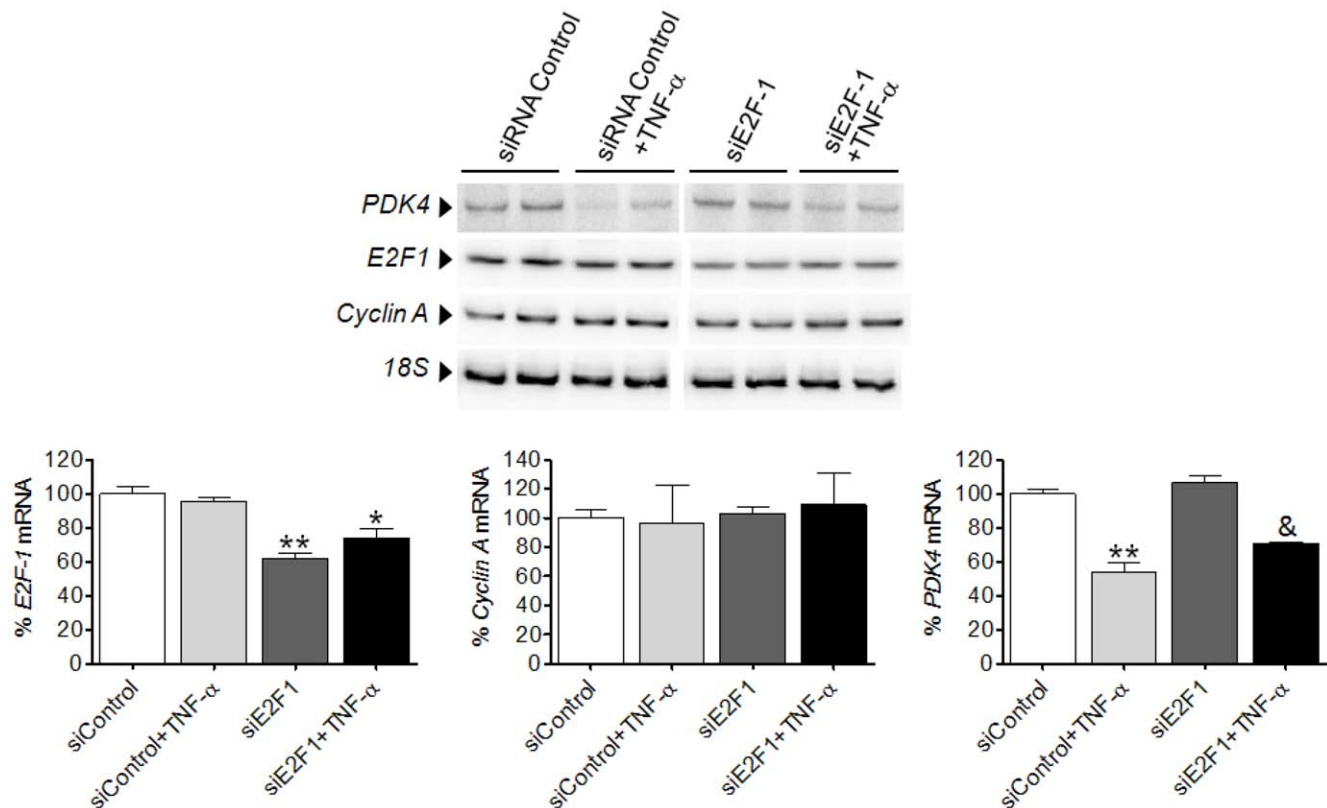 siRNA Control
siRNA Control
+TNF-α
siE2F-1
siE2F-1
+TNF-α
PDK4
E2F1
Cyclin A
18S
% E2F-1 mRNA
120
100
80
60
40
20
0
**
*
siControl
siControl+TNF-α
siE2F1
siE2F1+TNF-α
% Cyclin A mRNA
140
120
100
80
60
40
20
0
siControl
siControl+TNF-α
siE2F1
siE2F1+TNF-α
% PDK4 mRNA
120
100
80
60
40
20
0
**
&
siControl
siControl+TNF-α
siE2F1
siE2F1+TNF-α